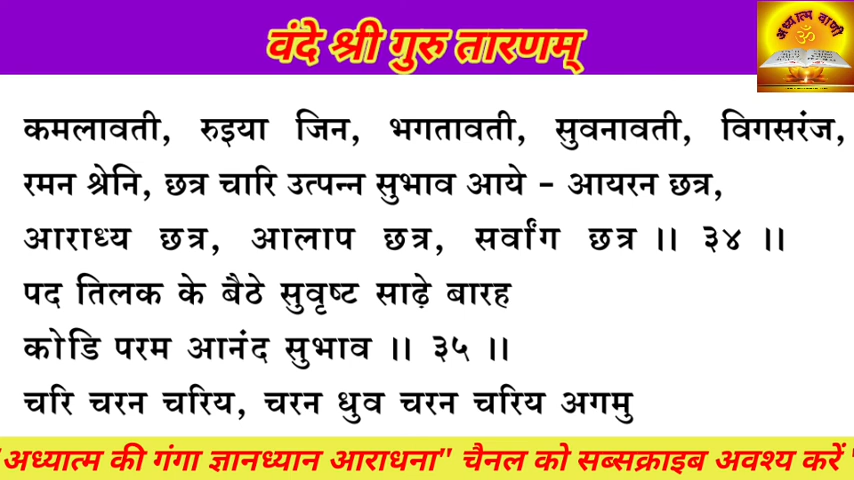 वंदे श्री गुरु तारणम्
अध्यात्म वाणी
कमलावती, रुइया जिन, भगतावती, सुवनावती, विगसरंज,
रमन श्रेनि, छत्र चारि उत्पन्न सुभाव आये - आयरन छत्र,
आराध्य छत्र, आलाप छत्र, सर्वांग छत्र ।। ३४ ।।
पद तिलक के बैठे सुवृष्ट साढ़े बारह
कोडि परम आनंद सुभाव ।। ३५ ।।
चरि चरन चरिय, चरन धुव चरन चरिय अगमु
"अध्यात्म की गंगा ज्ञानध्यान आराधना" चैनल को सब्सक्राइब अवश्य करें "